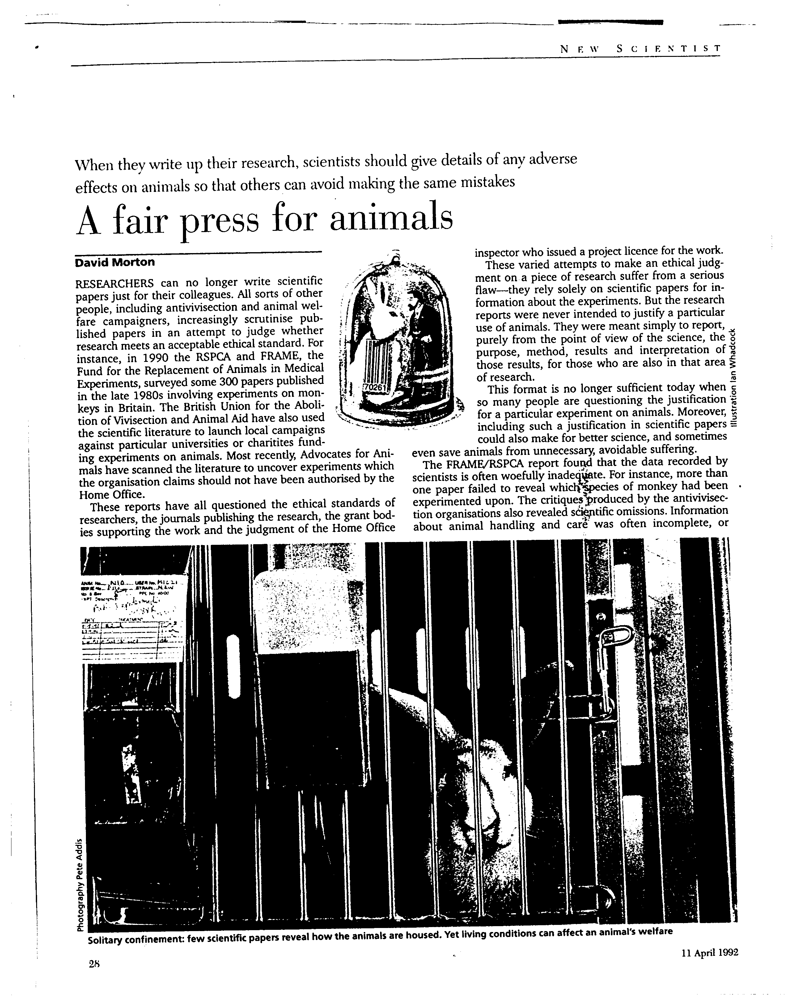 NEW SCIENTIST
When they write up their research, scientists should give details of any adverse
effects on animals so that others can avoid making the same mistakes
A fair press for animals
David Morton
RESEARCHERS can no longer write scientific
papers just for their colleagues. All sorts of other
people, including antivivisection and animal wel-
fare campaigners, increasingly scrutinise pub-
lished papers in an attempt to judge whether
research meets an acceptable ethical standard. For
instance, in 1990 the RSPCA and FRAME, the
Fund for the Replacement of Animals in Medical
Experiments, surveyed some 300 papers published
in the late 1980s involving experiments on mon-
keys in Britain. The British Union for the Aboli-
tion of Vivisection and Animal Aid have also used
the scientific literature to launch local campaigns
against particular universities or charitites fund-
ing experiments on animals. Most recently, Advocates for Ani-
mals have scanned the literature to uncover experiments which
the organisation claims should not have been authorised by the
Home Office.
These reports have all questioned the ethical standards of
researchers, the journals publishing the research, the grant bod-
ies supporting the work and the judgment of the Home Office
70261
inspector who issued a project licence for the work.
These varied attempts to make an ethical judg-
ment on a piece of research suffer from a serious
flaw—they rely solely on scientific papers for in-
formation about the experiments. But the research
reports were never intended to justify a particular
use of animals. They were meant simply to report,
purely from the point of view of the science, the
purpose, method, results and interpretation of
those results, for those who are also in that area
of research.
This format is no longer sufficient today when
so many people are questioning the justification
for a particular experiment on animals. Moreover,
including such a justification in scientific papers
could also make for better science, and sometimes
even save animals from unnecessary, avoidable suffering.
The FRAME/RSPCA report found that the data recorded by
scientists is often woefully inadequate. For instance, more than
one paper failed to reveal which species of monkey had been
experimented upon. The critiques produced by the antivivisec-
tion organisations also revealed scientific omissions. Information
about animal handling and care was often incomplete, or
Illustration Ian Whadcock
Photography Pete Addis
Solitary confinement: few scientific papers reveal how the animals are housed. Yet living conditions can affect an animal's welfare
28
11 April 1992